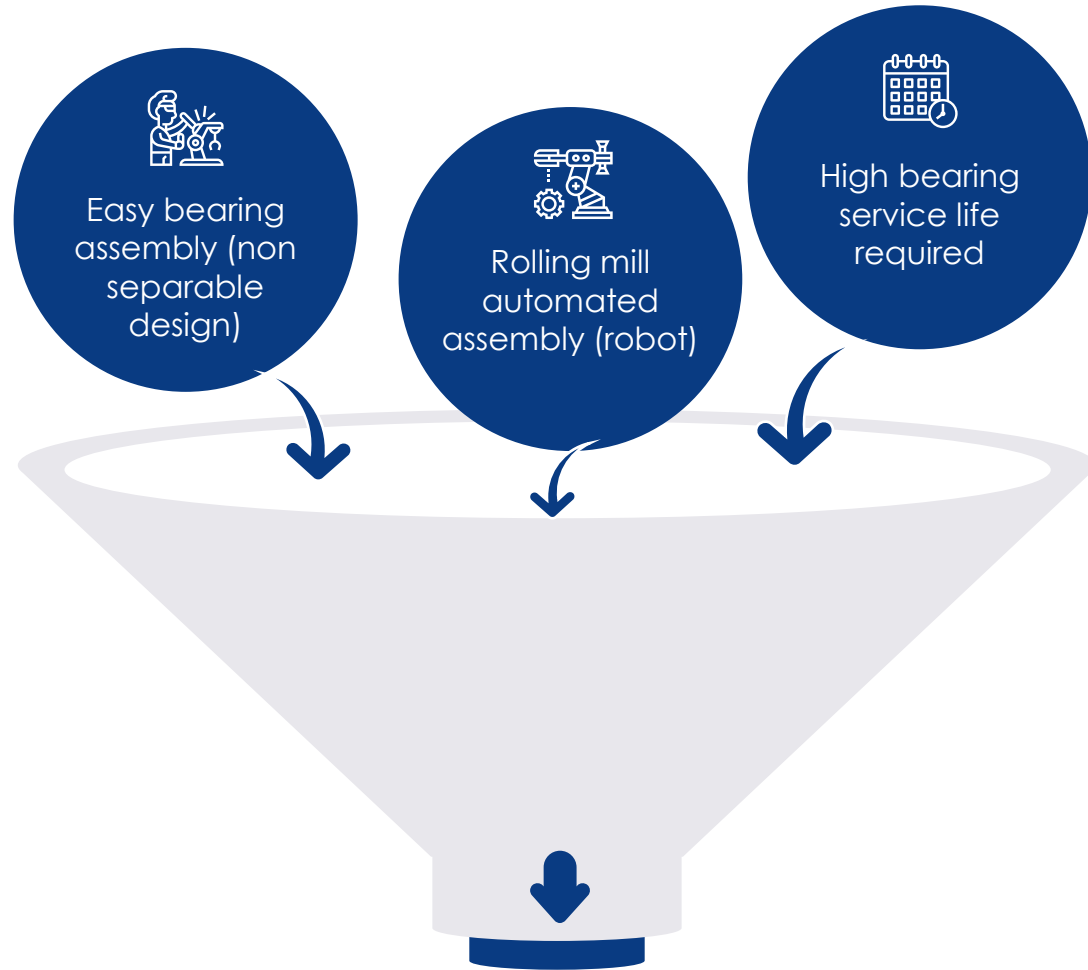 Easy bearing
assembly (non
separable
design)
Rolling mill
automated
assembly (robot)
High bearing
service life
required